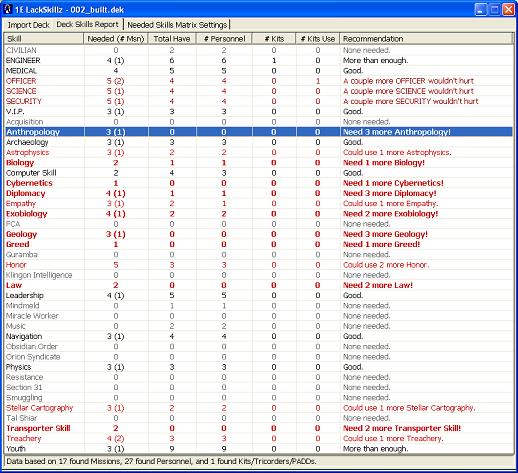 1E LackSkillz - 002_built.dek
Import Deck Deck Skills Report Needed Skills Matrix Settings
Skill Needed (# Msn) Total Have # Personnel # Kits # Kits Use Recommendation
CIVILIAN 0 2 2 0 0 None needed.
ENGINEER 4 (1) 6 6 1 0 More than enough.
MEDICAL 4 5 5 0 0 Good.
OFFICER 5 (2) 4 4 0 1 A couple more OFFICER wouldn't hurt
SCIENCE 5 (1) 4 4 0 0 A couple more SCIENCE wouldn't hurt
SECURITY 5 (1) 4 4 0 0 A couple more SECURITY wouldn't hurt
V.I.P. 3 (1) 3 3 0 0 Good.
Acquisition 0 0 0 0 0 None needed.
Anthropology 3 (1) 0 0 0 0 Need 3 more Anthropology!
Archaeology 3 (1) 3 3 0 0 Good.
Astrophysics 3 (1) 2 2 0 0 Could use 1 more Astrophysics.
Biology 2 1 1 0 0 Need 1 more Biology!
Computer Skill 2 4 3 0 0 Good.
Cybernetics 1 0 0 0 0 Need 1 more Cybernetics!
Diplomacy 4 (1) 1 1 0 0 Need 3 more Diplomacy!
Empathy 3 (1) 2 2 0 0 Could use 1 more Empathy.
Exobiology 4 (1) 2 2 0 0 Need 2 more Exobiology!
FCA 0 0 0 0 0 None needed.
Geology 3 (1) 0 0 0 0 Need 3 more Geology!
Greed 1 0 0 0 0 Need 1 more Greed!
Guramba 0 0 0 0 0 None needed.
Honor 5 3 3 0 0 Could use 2 more Honor.
Klingon Intelligence 0 0 0 0 0 None needed.
Law 2 0 0 0 0 Need 2 more Law!
Leadership 4 (1) 5 5 0 0 Good.
Mindmeld 0 1 1 0 0 None needed.
Miracle Worker 0 0 0 0 0 None needed.
Music 0 2 2 0 0 None needed.
Navigation 3 (1) 4 4 0 0 Good.
Obsidian Order 0 0 0 0 0 None needed.
Orion Syndicate 0 0 0 0 0 None needed.
Physics 3 (1) 3 3 0 0 Good.
Resistance 0 0 0 0 0 None needed.
Section 31 0 0 0 0 0 None needed.
Smuggling 0 0 0 0 0 None needed.
Stellar Cartography 3 (1) 2 2 0 0 Could use 1 more Stellar Cartography.
Tal Shiar 0 0 0 0 0 None needed.
Transporter Skill 2 0 0 0 0 Need 2 more Transporter Skill!
Treachery 4 (2) 3 3 0 0 Could use 1 more Treachery.
Youth 3 (1) 9 9 0 0 More than enough.
Data based on 17 found Missions, 27 found Personnel, and 1 found Kits/Tricorders/PADDs.